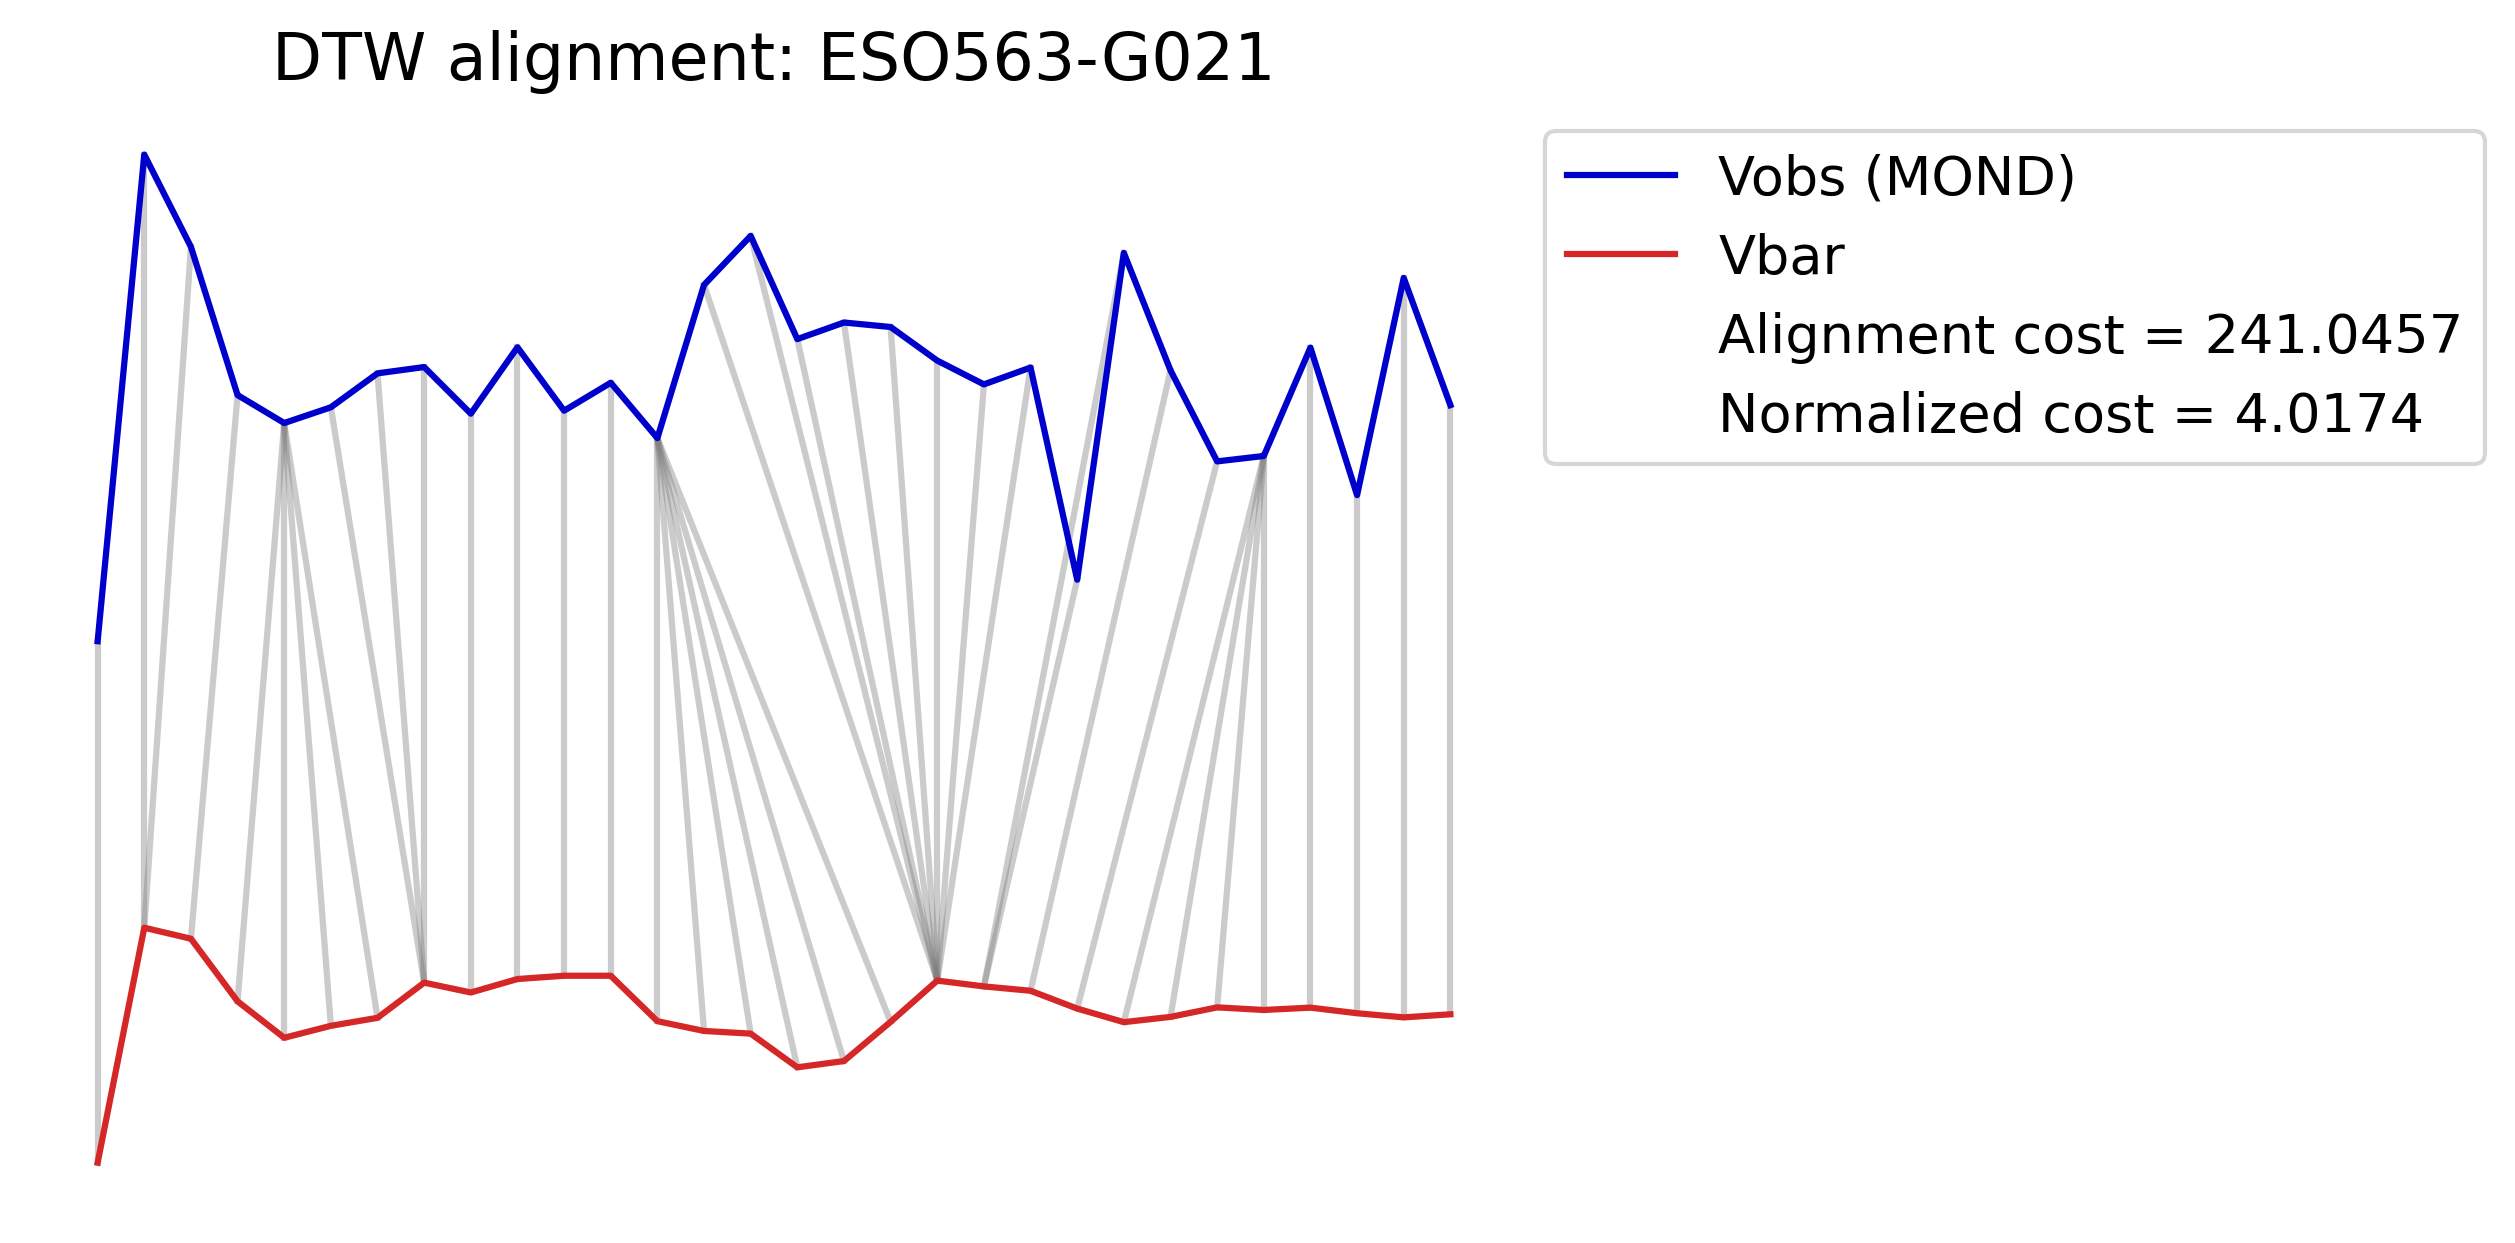 DTW alignment: ESO563-G021
Vobs (MOND)
Vbar
Alignment cost = 241.0457
Normalized cost = 4.0174